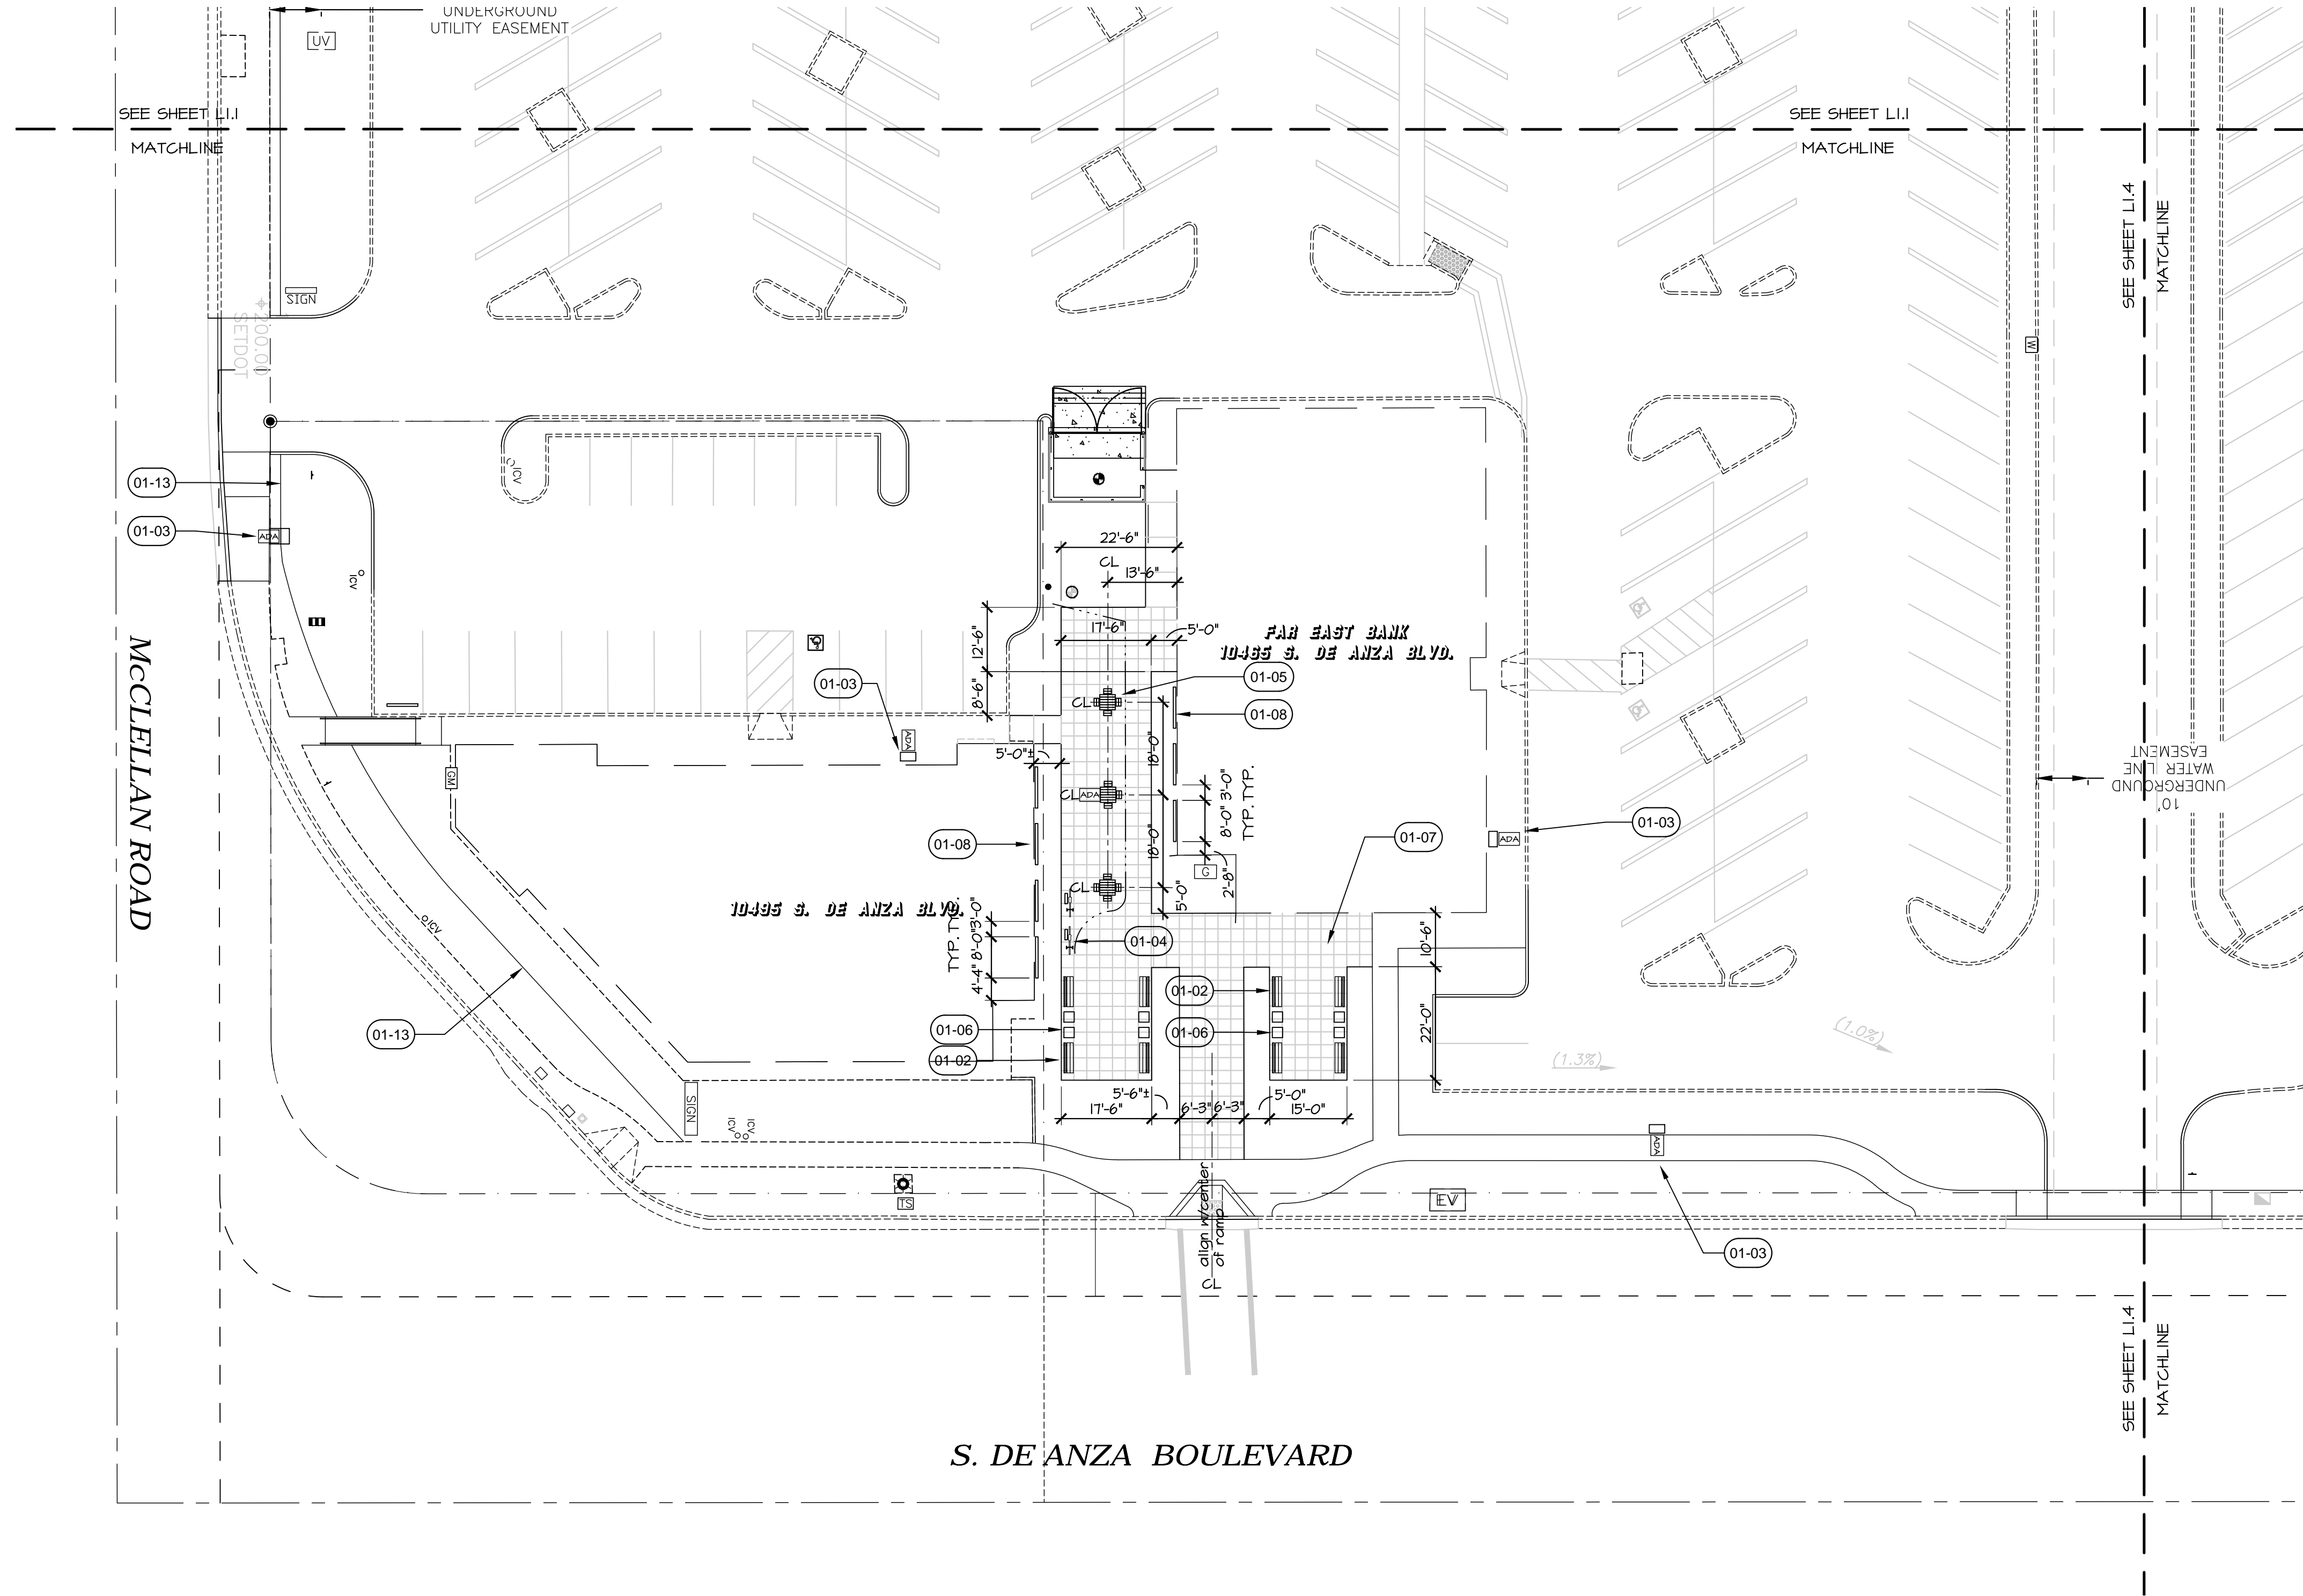 UNDERGROUND
UTILITY EASEMENT
UV
SEE SHEET L1.1
MATCHLINE
SEE SHEET L1.1
MATCHLINE
SEE SHEET L1.4
MATCHLINE
SIGN
200.00
SETDOT
W
ICV
01-13
01-03
ADA
ICV
22'-6"
CL
13'-6"
17'-6"
5'-0"
12'-6"
8'-6"
FAR EAST BANK
10465 S. DE ANZA BLVD.
01-05
01-03
CL
01-08
ADA
5'-0"±
18'-0"
GM
CL
ADA
8'-0" 3'-0"
TYP. TYP.
10'
UNDERGROUND
WATER LINE
EASEMENT
McCLELLAN ROAD
01-08
18'-0"
01-07
ADA
01-03
G
2'-8"
CL
5'-0"
10495 S. DE ANZA BLVD.
4'-4" 8'-0" 3'-0"
TYP. TYP.
ICV
01-04
10'-6"
01-02
01-06
01-06
01-02
22'-0"
01-13
(1.3%)
(1.0%)
SIGN
ICV
ICV
5'-6"±
17'-6"
6'-3"
6'-3"
5'-0"
15'-0"
ADA
TS
EV
align w/center
of ramp
CL
01-03
SEE SHEET L1.4
MATCHLINE
S. DE ANZA BOULEVARD